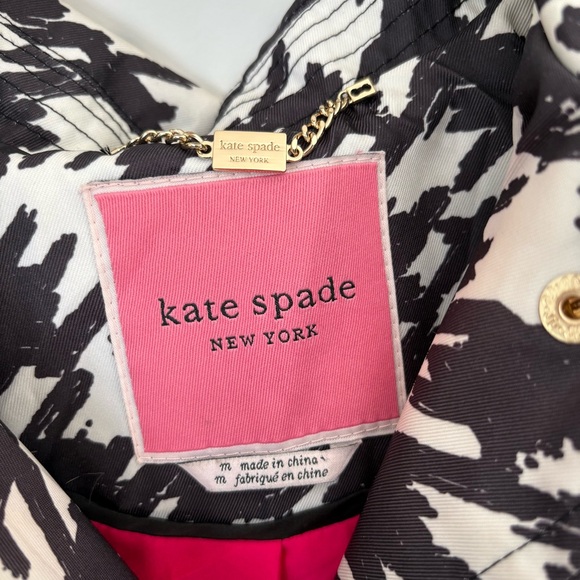 kate spade
NEW YORK
kate spade
NEW YORK
m made in china
m fabriqué en chine